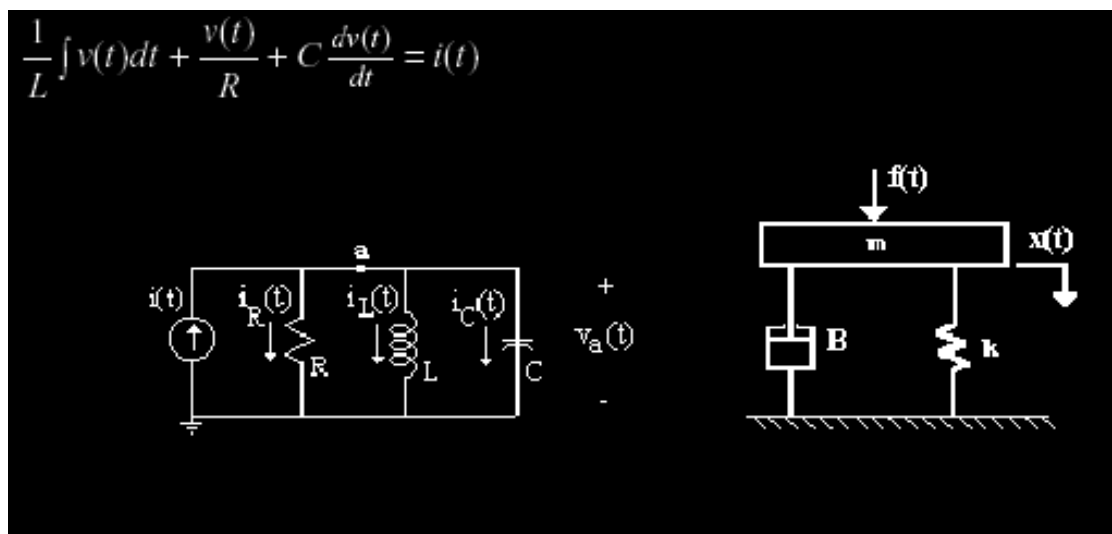 1/L ∫ v(t)dt + v(t)/R + C dv(t)/dt = i(t)
f(t)
m
x(t)
a
i(t)
i_R(t)
i_L(t)
i_C(t)
+
v_a(t)
-
R
L
C
B
k